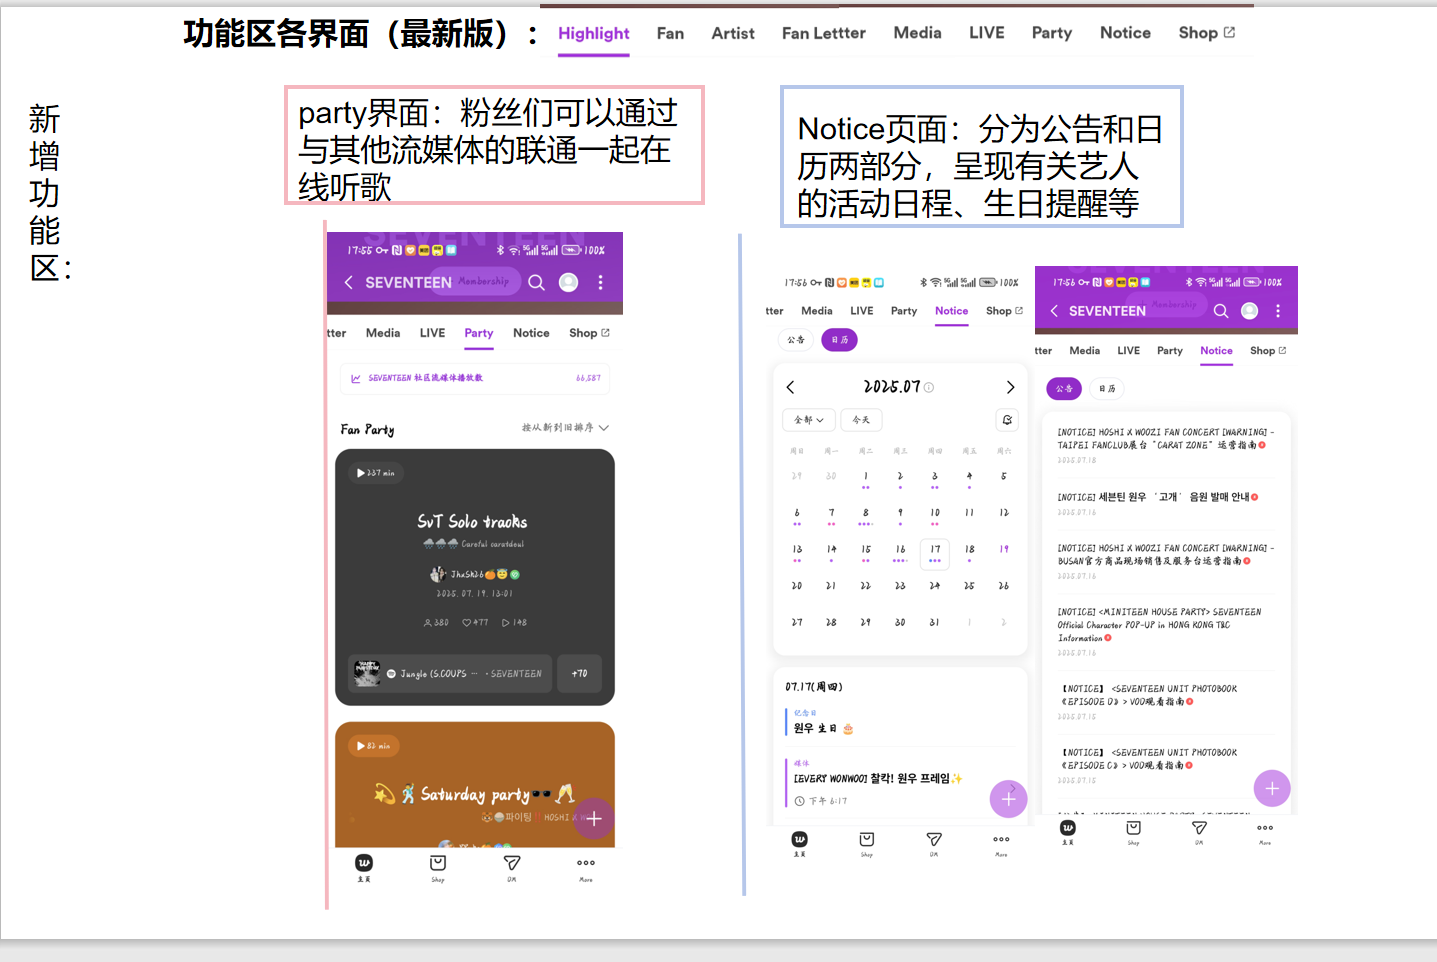 功能区各界面（最新版）： Highlight Fan Artist Fan Lettter Media LIVE Party Notice Shop
新增功能区：
party界面：粉丝们可以通过
与其他流媒体的联通一起在
线听歌
Notice页面：分为公告和日
历两部分，呈现有关艺人
的活动日程、生日提醒等
SEVENTEEN
17:55 100%
SEVENTEEN Membership
tter Media LIVE Party Notice Shop
SEVENTEEN 社区流媒体播放数 66,587
Fan Party 按从新到旧排序
237 min
SvT Solo tracks
Careful caratdeul
JhxSh26
2025. 07. 19. 13:01
380 477 148
Jungle (S.COUPS ··· · SEVENTEEN +70
82 min
Saturday party
파이팅!! HOSHI X W
主页 Shop DM More
17:56 100%
tter Media LIVE Party Notice Shop
公告 日历
2025.07
全部 今天
周日 周一 周二 周三 周四 周五 周六
29 30 1 2 3 4 5
6 7 8 9 10 11 12
13 14 15 16 17 18 19
20 21 22 23 24 25 26
27 28 29 30 31 1 2
07.17(周四)
纪念日
原우 生日
媒体
[EVERY WONWOO] 찰칵! 원우 프레임✨
下午 6:17
主页 Shop DM More
17:56 100%
SEVENTEEN Membership
tter Media LIVE Party Notice Shop
公告 日历
[NOTICE] HOSHI X WOOZI FAN CONCERT [WARNING] -
TAIPEI FANCLUB展台 “CARAT ZONE” 运营指南
2025.07.18
[NOTICE] 세븐틴 원우 ‘고개’ 음원 발매 안내
2025.07.16
[NOTICE] HOSHI X WOOZI FAN CONCERT [WARNING] -
BUSAN官方商品现场销售及服务台运营指南
2025.07.16
[NOTICE] <MINITEEN HOUSE PARTY> SEVENTEEN
Official Character POP-UP in HONG KONG T&C
Information
2025.07.16
【NOTICE】 <SEVENTEEN UNIT PHOTOBOOK
《EPISODE D》> VOD观看指南
2025.07.15
【NOTICE】 <SEVENTEEN UNIT PHOTOBOOK
《EPISODE C》> VOD观看指南
2025.07.15
主页 Shop DM More